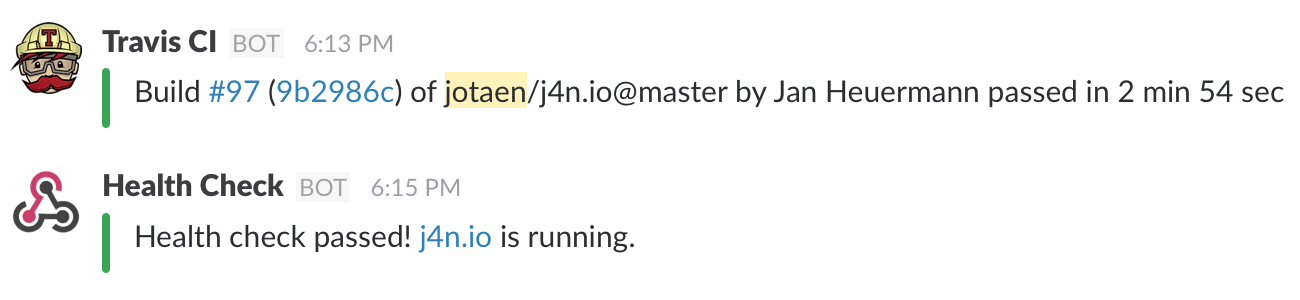 Travis CI BOT 6:13 PM
Build #97 (9b2986c) of jotaen/j4n.io@master by Jan Heuermann passed in 2 min 54 sec
Health Check BOT 6:15 PM
Health check passed! j4n.io is running.